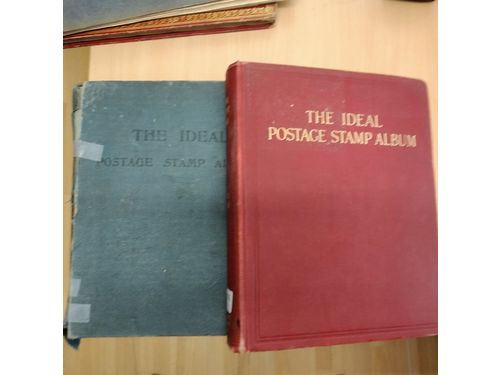 THE IDEAL
POSTAGE STAMP
THE IDEAL
POSTAGE STAMP ALBUM